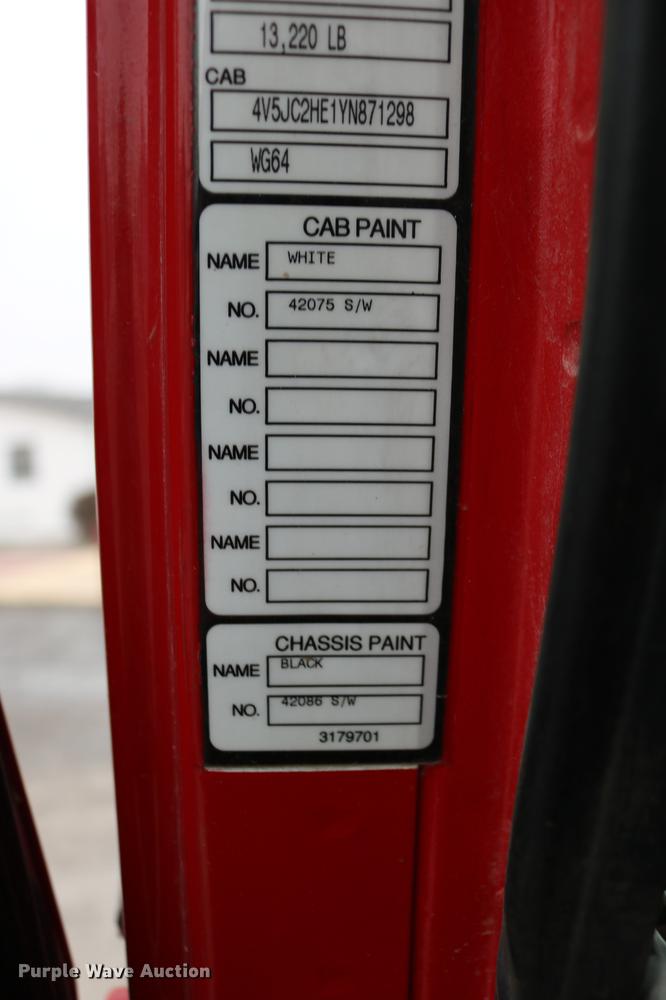 13,220 LB
CAB
4V5JC2HE1YN871298
WG64
CAB PAINT
NAME WHITE
NO. 42075 S/W
NAME
NO.
NAME
NO.
NAME
NO.
CHASSIS PAINT
NAME BLACK
NO. 42086 S/W
3179701
Purple Wave Auction